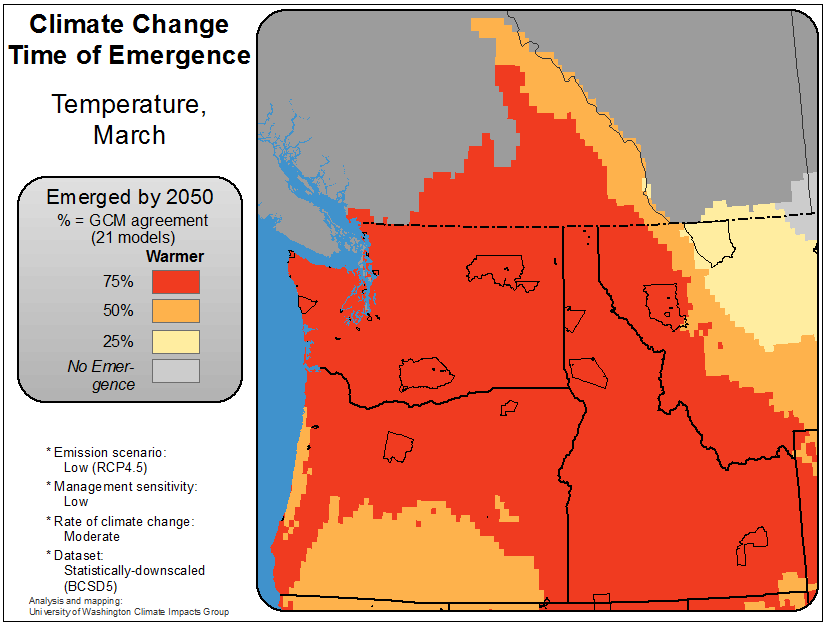 Climate Change
Time of Emergence
Temperature,
March
Emerged by 2050
% = GCM agreement
(21 models)
Warmer
75%
50%
25%
No Emer-
gence
* Emission scenario:
Low (RCP4.5)
* Management sensitivity:
Low
* Rate of climate change:
Moderate
* Dataset:
Statistically-downscaled
(BCSD5)
Analysis and mapping:
University of Washington Climate Impacts Group